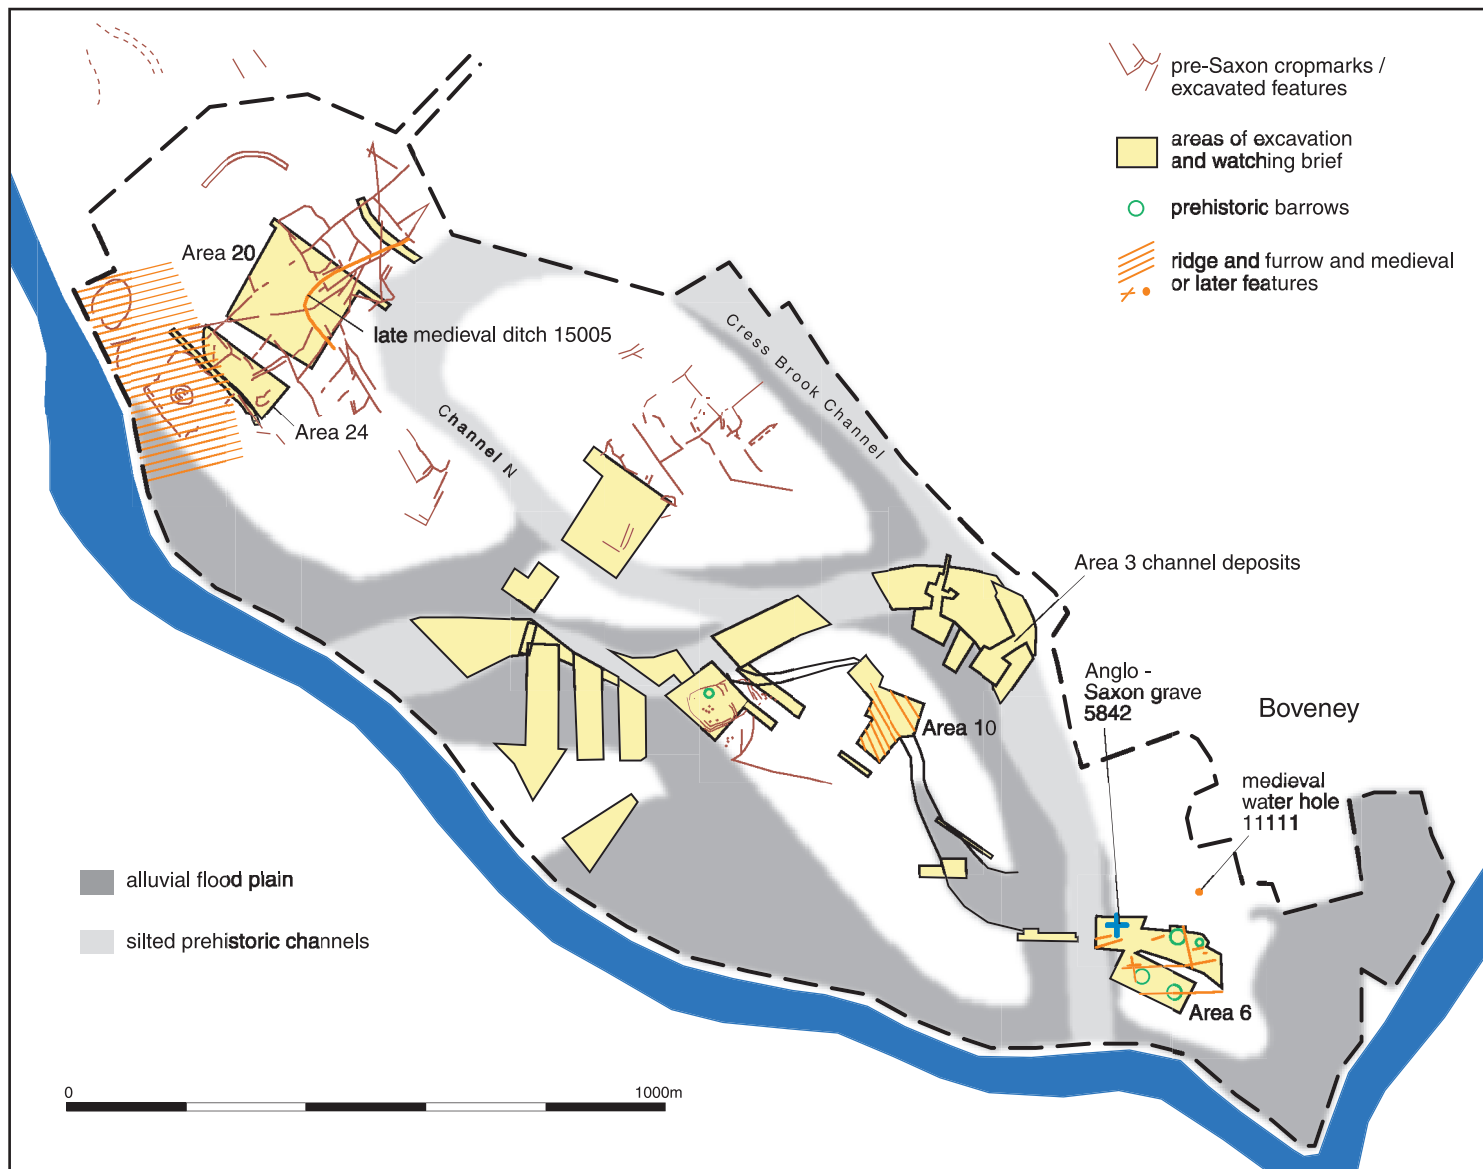 pre-Saxon cropmarks /
excavated features
areas of excavation
and watching brief
prehistoric barrows
ridge and furrow and medieval
or later features
Area 20
late medieval ditch 15005
Area 24
Channel N
Cress Brook Channel
Area 3 channel deposits
Anglo -
Saxon grave
5842
Boveney
Area 10
medieval
water hole
11111
alluvial flood plain
silted prehistoric channels
Area 6
0
1000m